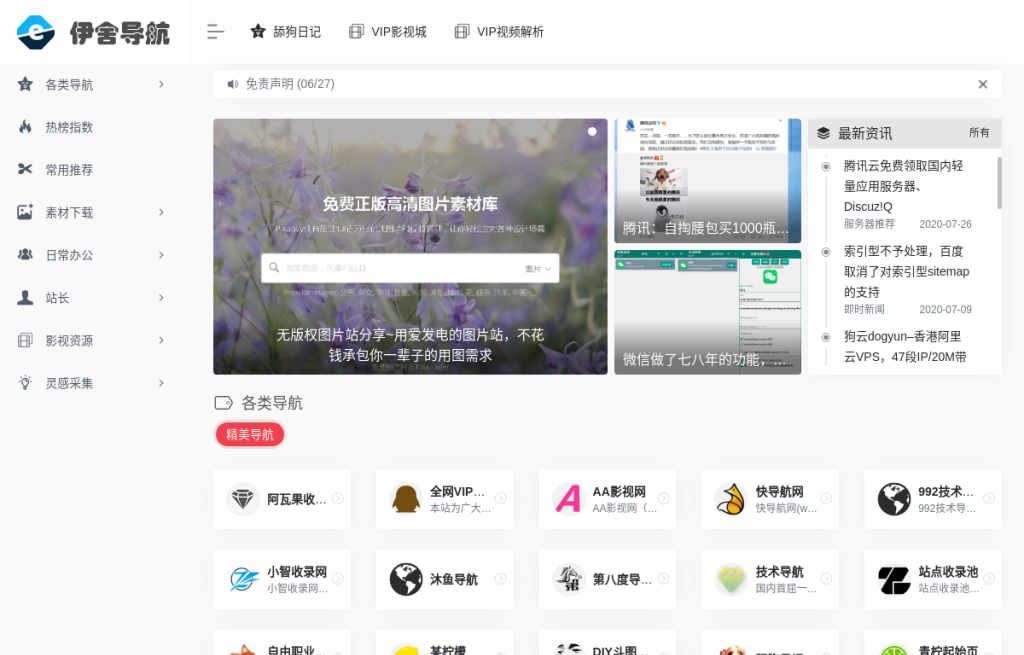 伊舍导航
舔狗日记
VIP影视城
VIP视频解析
各类导航
热榜指数
常用推荐
素材下载
日常办公
站长
影视资源
灵感采集
免责声明 (06/27)
免费正版高清图片素材库
图片
无版权图片站分享~用爱发电的图片站，不花
钱承包你一辈子的用图需求
腾讯：自掏腰包买1000瓶...
微信做了七八年的功能，...
最新资讯
所有
腾讯云免费领取国内轻
量应用服务器、
Discuz!Q
服务器推荐 2020-07-26
索引型不予处理，百度
取消了对索引型sitemap
的支持
即时新闻 2020-07-09
狗云dogyun–香港阿里
云VPS，47段IP/20M带
各类导航
精美导航
阿瓦果收...
全网VIP...
本站为广大...
AA影视网
AA影视网（...
快导航网
快导航网(w...
992技术...
992技术导...
小智收录网
小智收录网...
沐鱼导航
第八度导...
技术导航
国内首屈一...
站点收录池
站点收录池...
自由职业...
某柠檬
DIY斗图...
青柠起始页